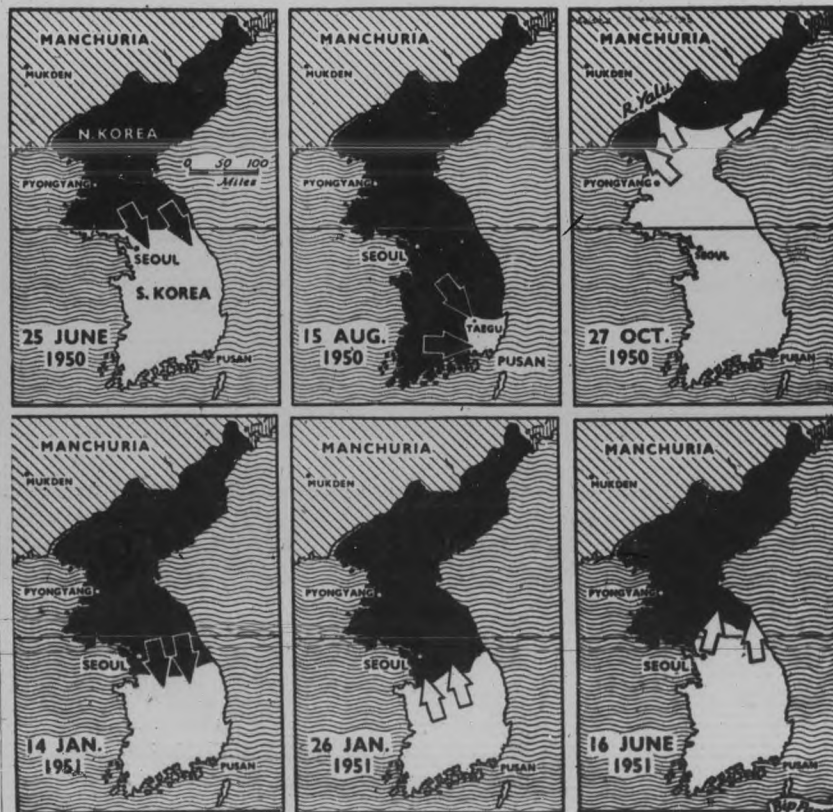 MANCHURIA
MUKDEN
N. KOREA
0 50 100
Miles
PYONGYANG
SEOUL
S. KOREA
25 JUNE
1950
PUSAN
MANCHURIA
MUKDEN
PYONGYANG
SEOUL
TAEGU
15 AUG.
1950
PUSAN
MANCHURIA
MUKDEN
R. Yalu
PYONGYANG
SEOUL
27 OCT.
1950
PUSAN
MANCHURIA
MUKDEN
PYONGYANG
SEOUL
14 JAN.
1951
PUSAN
MANCHURIA
MUKDEN
PYONGYANG
SEOUL
26 JAN.
1951
PUSAN
MANCHURIA
MUKDEN
PYONGYANG
SEOUL
16 JUNE
1951
PUSAN